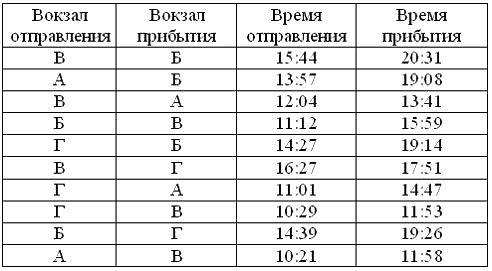 Вокзал отправления Вокзал прибытия Время отправления Время прибытия
В Б 15:44 20:31
А Б 13:57 19:08
В А 12:04 13:41
Б В 11:12 15:59
Г Б 14:27 19:14
В Г 16:27 17:51
Г А 11:01 14:47
Г В 10:29 11:53
Б Г 14:39 19:26
А В 10:21 11:58